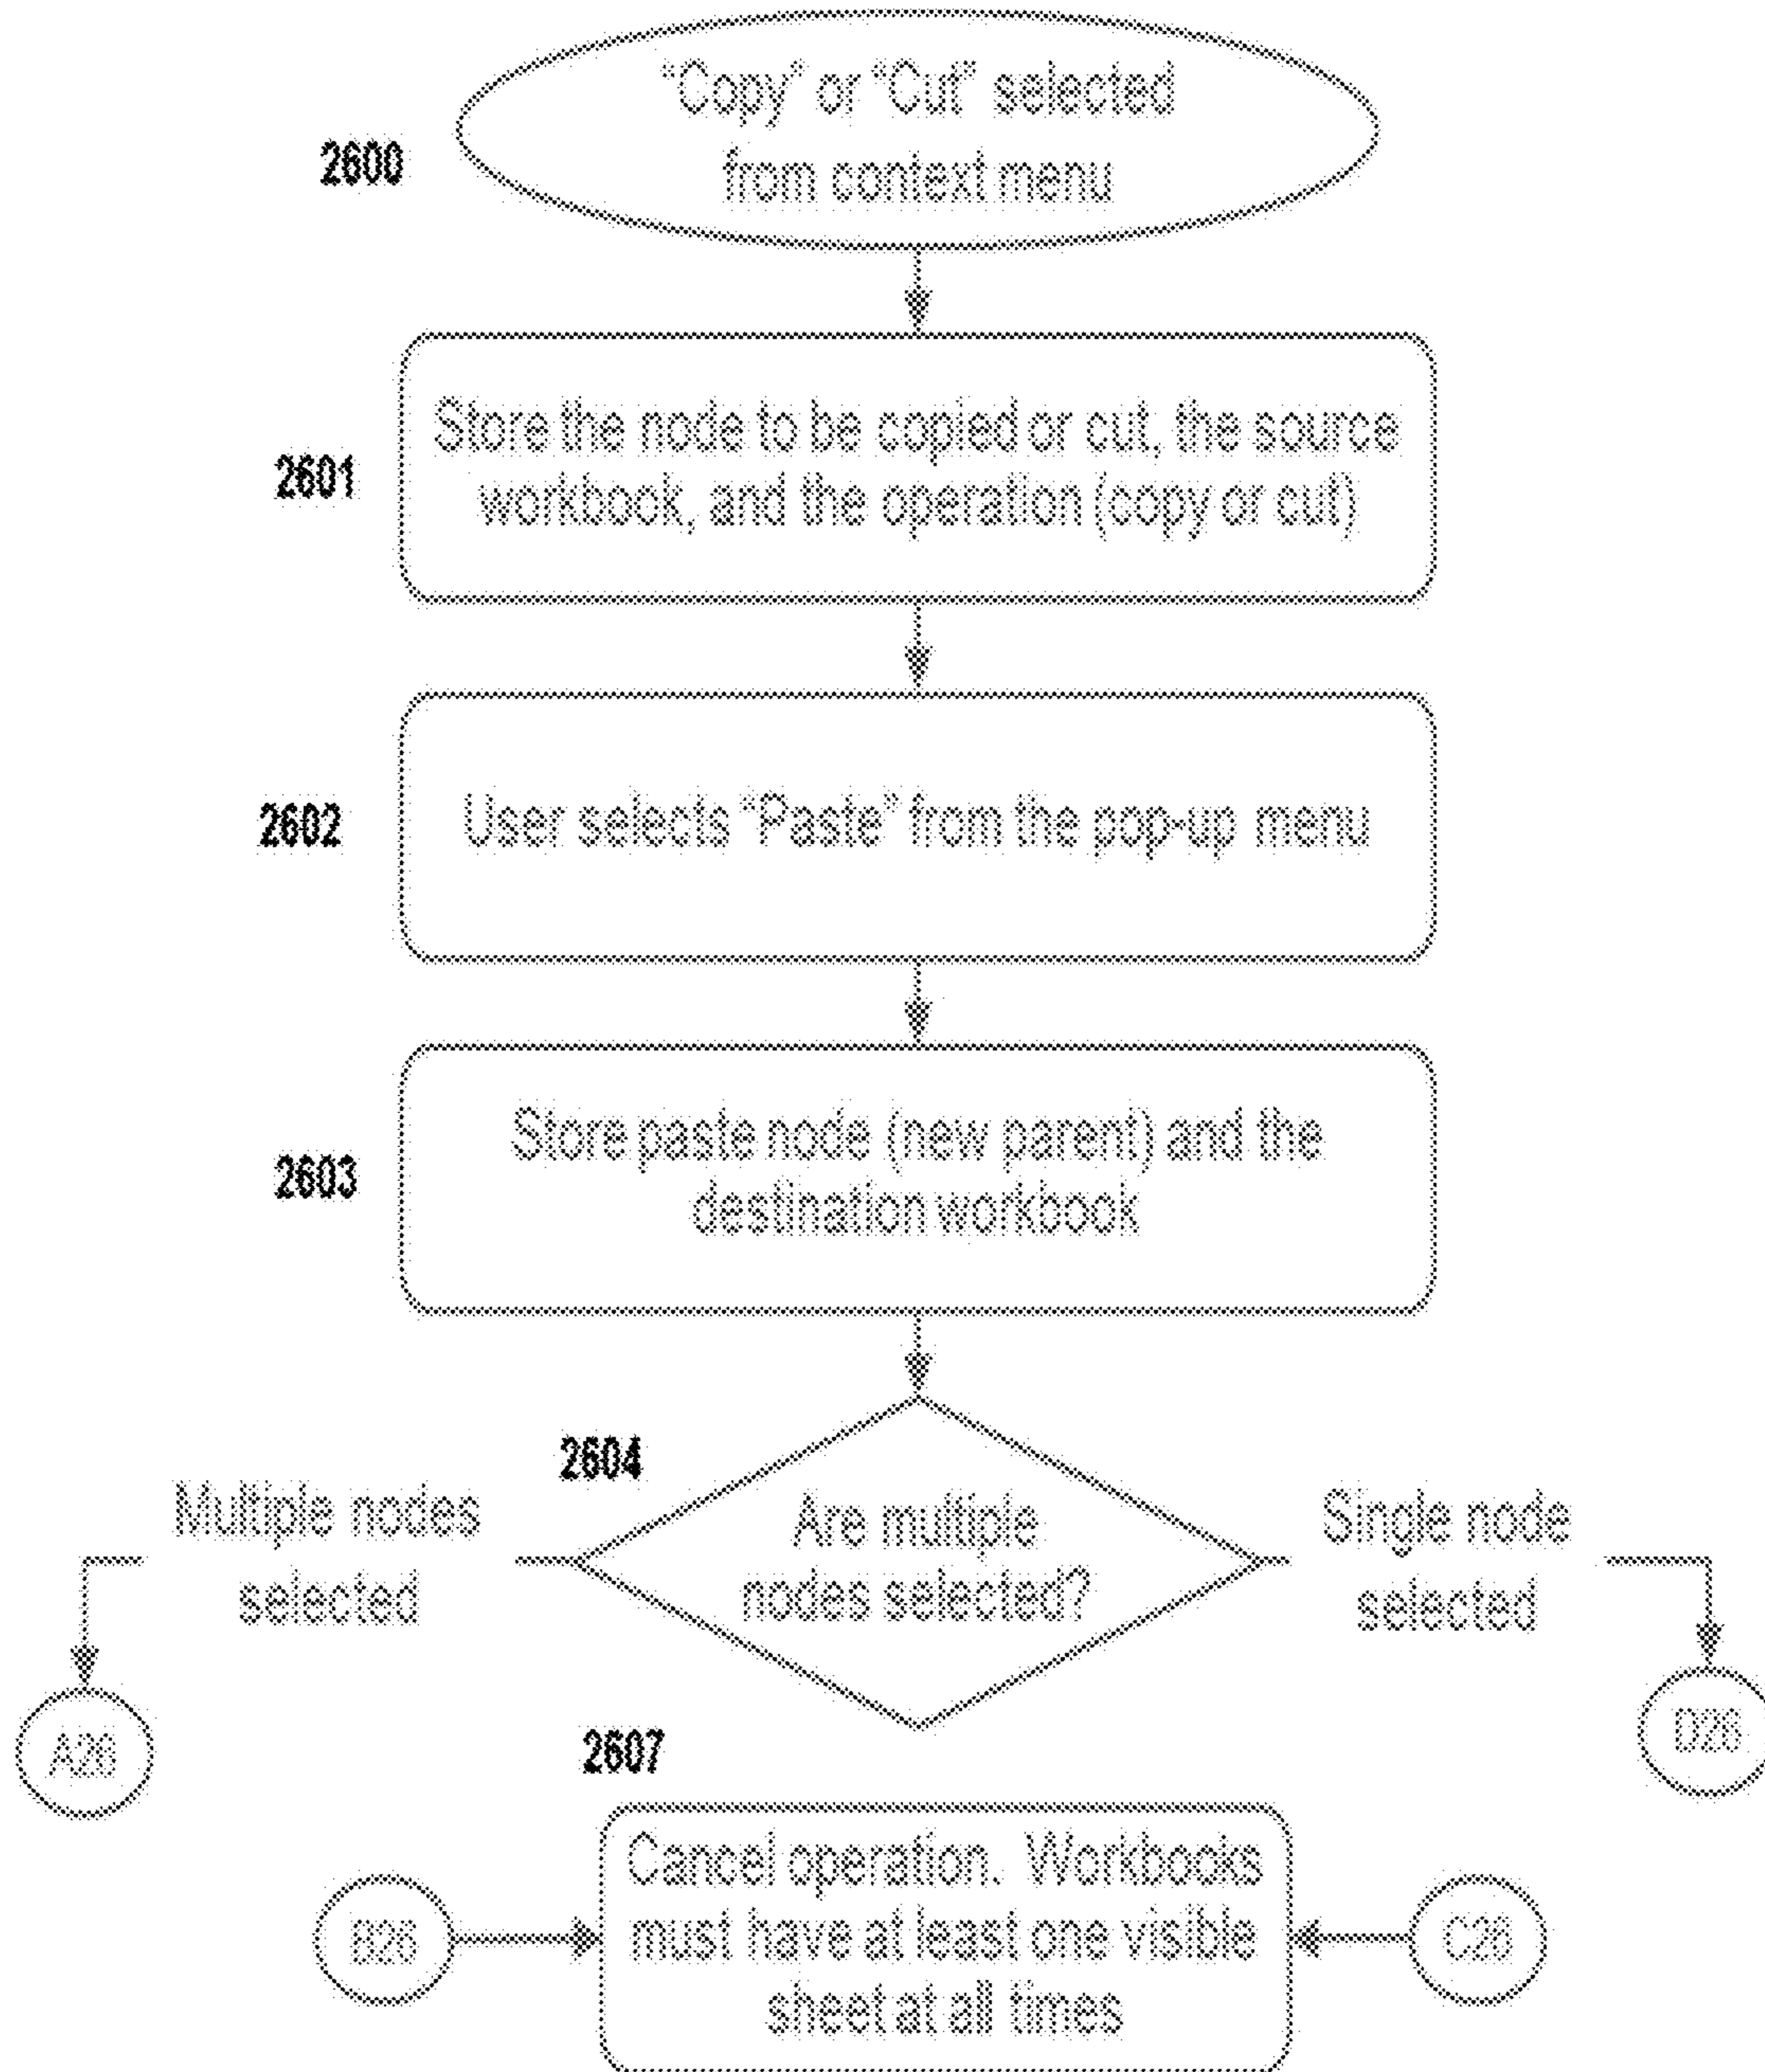 "Copy" or "Cut" selected
from context menu
2600
Store the node to be copied or cut, the source
workbook, and the operation (copy or cut)
2601
User selects "Paste" from the pop-up menu
2602
Store paste node (new parent) and the
destination workbook
2603
2604
Are multiple
nodes selected?
Multiple nodes
selected
Single node
selected
A26
D26
2607
Cancel operation. Workbooks
must have at least one visible
sheet at all times
B26
C26